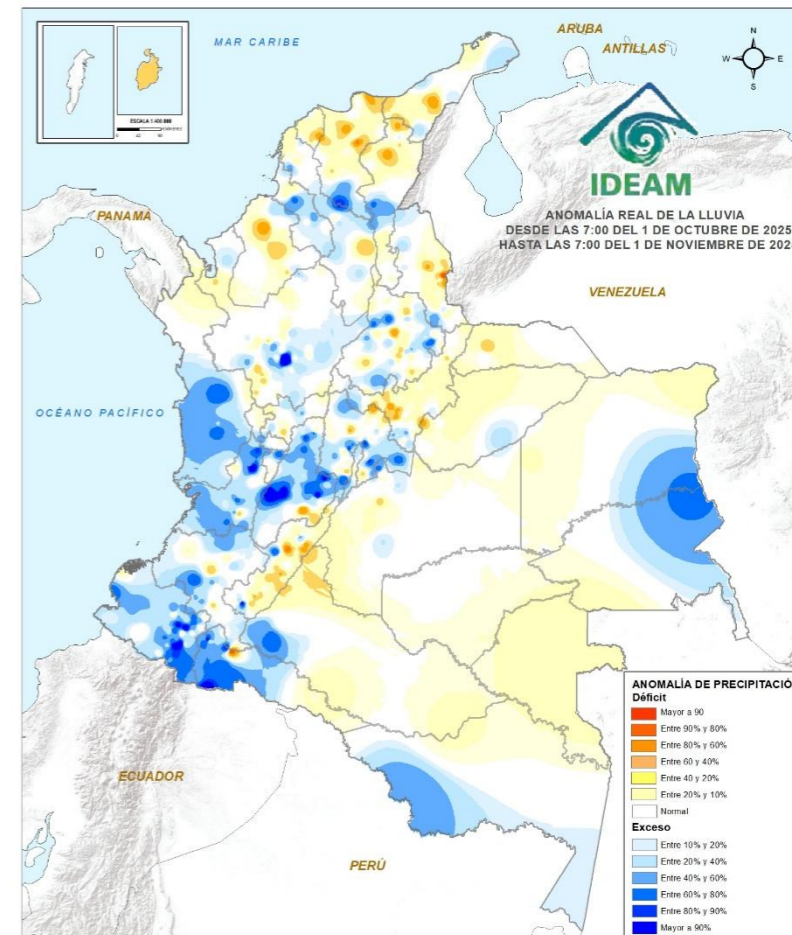 MAR CARIBE
ARUBA
ANTILLAS
N
W
E
S
ESCALA 1:400.000
IDEAM
ANOMALÍA REAL DE LA LLUVIA
DESDE LAS 7:00 DEL 1 DE OCTUBRE DE 2025
HASTA LAS 7:00 DEL 1 DE NOVIEMBRE DE 202
PANAMA
VENEZUELA
OCÉANO PACÍFICO
ECUADOR
PERÚ
ANOMALÍA DE PRECIPITACIÓ
Déficit
Mayor a 90
Entre 90% y 80%
Entre 80% y 60%
Entre 60 y 40%
Entre 40 y 20%
Entre 20% y 10%
Normal
Exceso
Entre 10% y 20%
Entre 20% y 40%
Entre 40% y 60%
Entre 60% y 80%
Entre 80% y 90%
Mayor a 90%